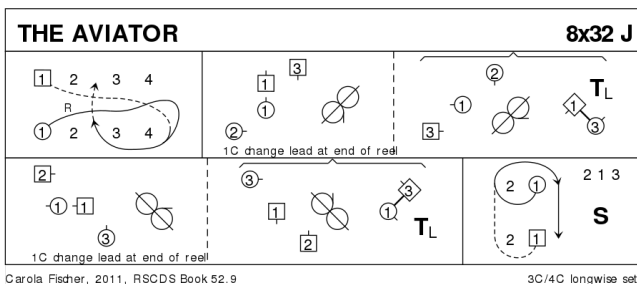 THE AVIATOR 8x32 J
1 2 3 4
R
1 2 3 4
3
1
1
2
1C change lead at end of reel
2
1
3
1
3
TL
2
1 1
3
1C change lead at end of reel
3
1
2
3
1
TL
2 1
2 1
2 1 3
S
Carola Fischer, 2011, RSCDS Book 52.9 3C/4C longwise set